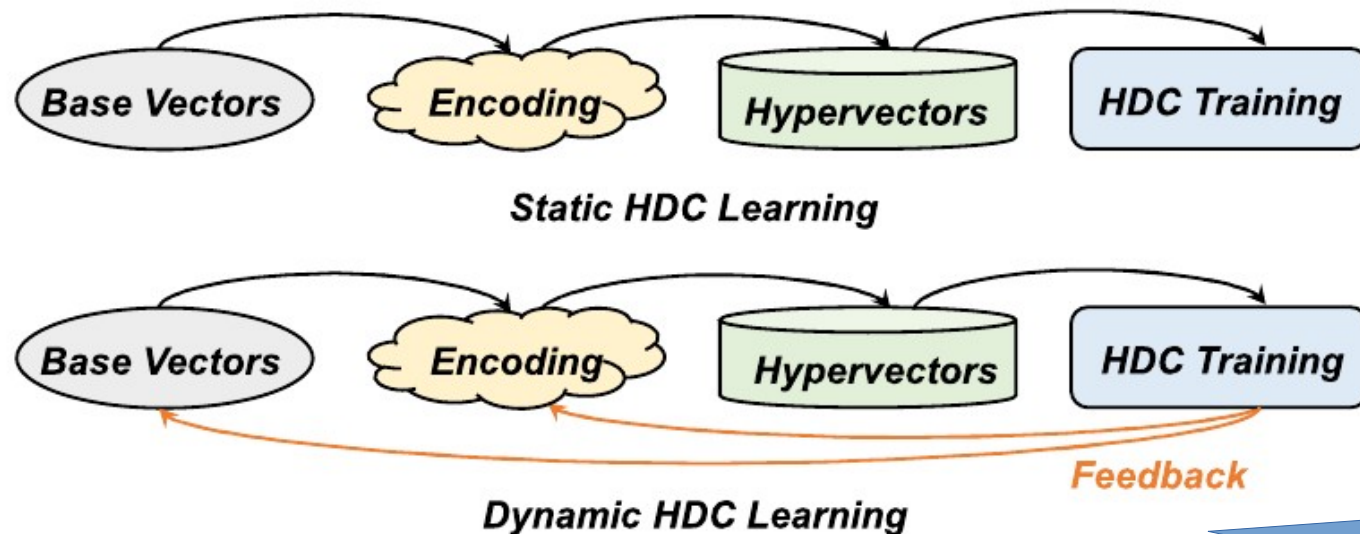 Base Vectors
Encoding
Hypervectors
HDC Training
Static HDC Learning
Base Vectors
Encoding
Hypervectors
HDC Training
Feedback
Dynamic HDC Learning